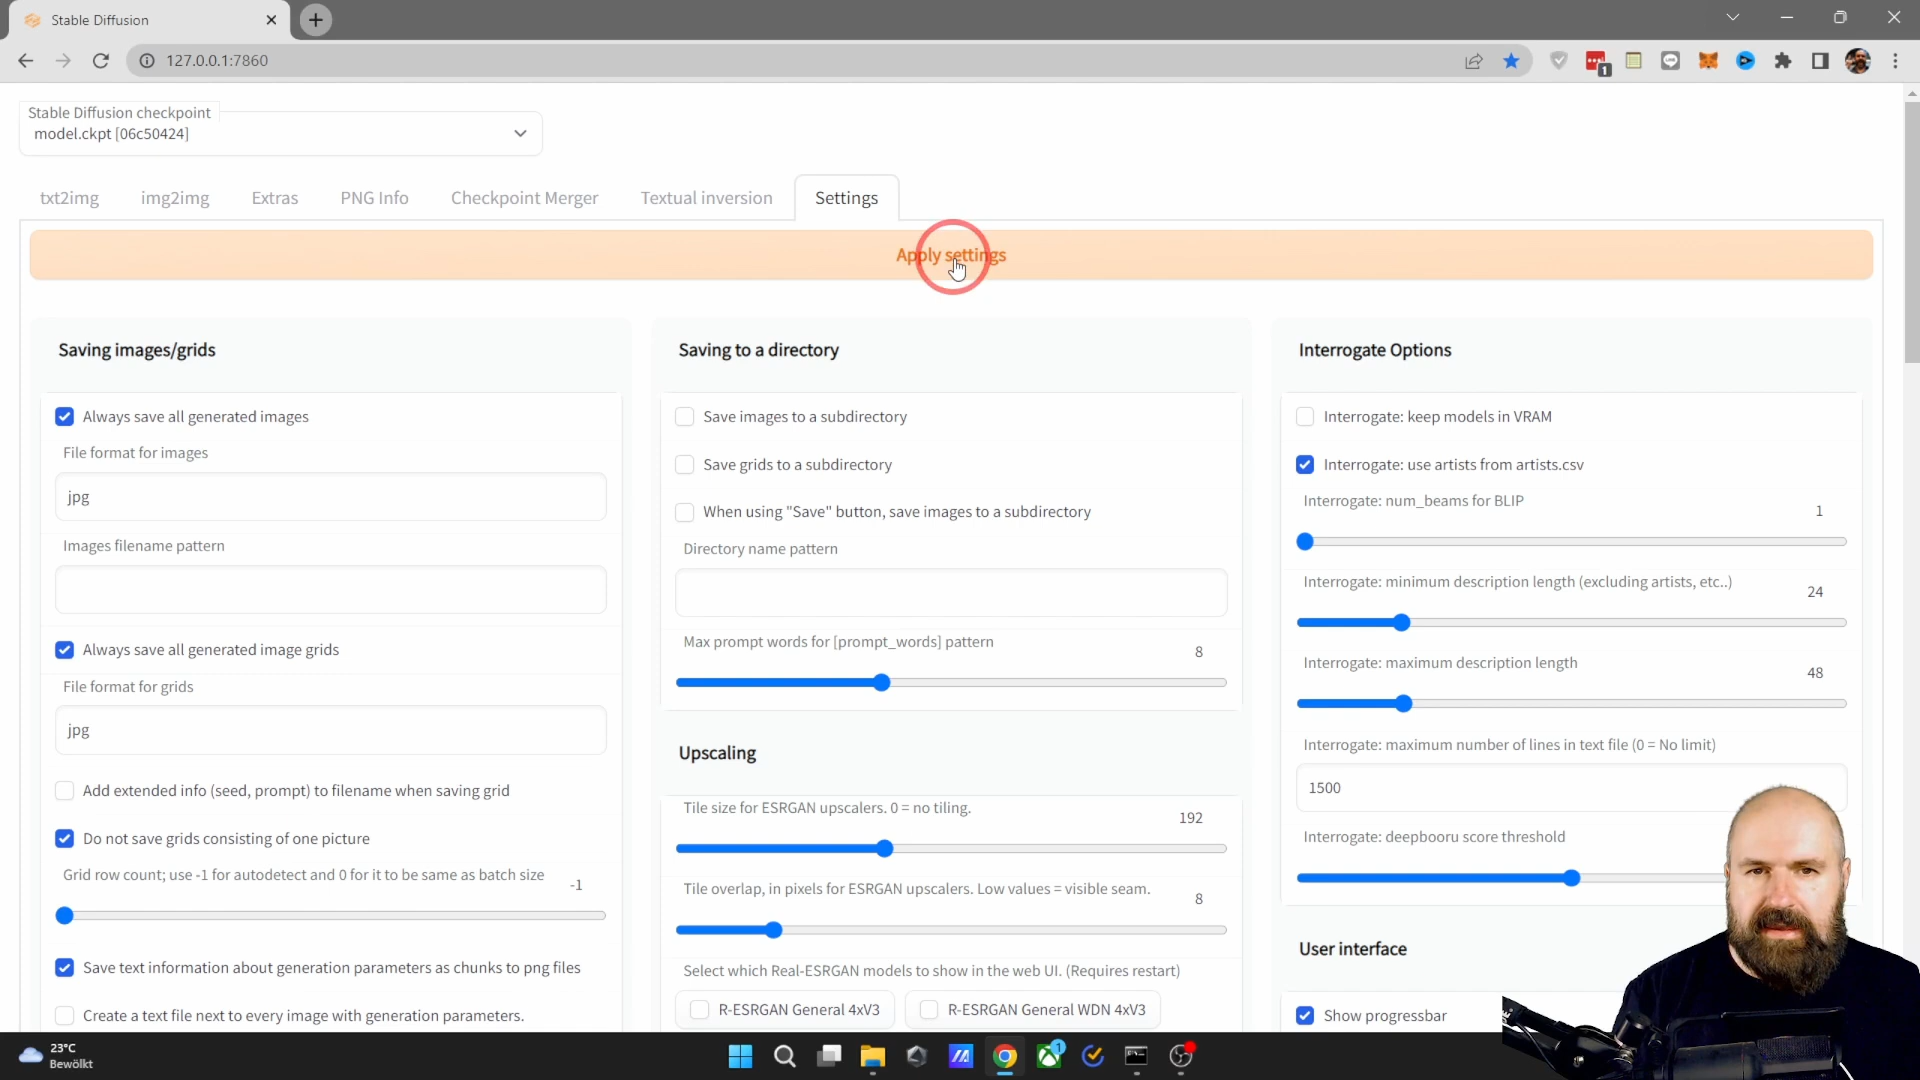 Stable Diffusion
127.0.0.1:7860
1
Stable Diffusion checkpoint
model.ckpt [06c50424]
txt2img img2img Extras PNG Info Checkpoint Merger Textual inversion Settings
Apply settings
Saving images/grids
Always save all generated images
File format for images
jpg
Images filename pattern
Always save all generated image grids
File format for grids
jpg
Add extended info (seed, prompt) to filename when saving grid
Do not save grids consisting of one picture
Grid row count; use -1 for autodetect and 0 for it to be same as batch size
-1
Save text information about generation parameters as chunks to png files
Create a text file next to every image with generation parameters.
Saving to a directory
Save images to a subdirectory
Save grids to a subdirectory
When using "Save" button, save images to a subdirectory
Directory name pattern
Max prompt words for [prompt_words] pattern
8
Upscaling
Tile size for ESRGAN upscalers. 0 = no tiling.
192
Tile overlap, in pixels for ESRGAN upscalers. Low values = visible seam.
8
Select which Real-ESRGAN models to show in the web UI. (Requires restart)
R-ESRGAN General 4xV3 R-ESRGAN General WDN 4xV3
Interrogate Options
Interrogate: keep models in VRAM
Interrogate: use artists from artists.csv
Interrogate: num_beams for BLIP
1
Interrogate: minimum description length (excluding artists, etc..)
24
Interrogate: maximum description length
48
Interrogate: maximum number of lines in text file (0 = No limit)
1500
Interrogate: deepbooru score threshold
User interface
Show progressbar
23°C
Bewölkt
1